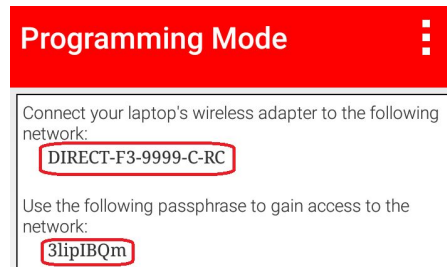 Programming Mode
Connect your laptop's wireless adapter to the following
network:
DIRECT-F3-9999-C-RC
Use the following passphrase to gain access to the
network:
3lipIBQm